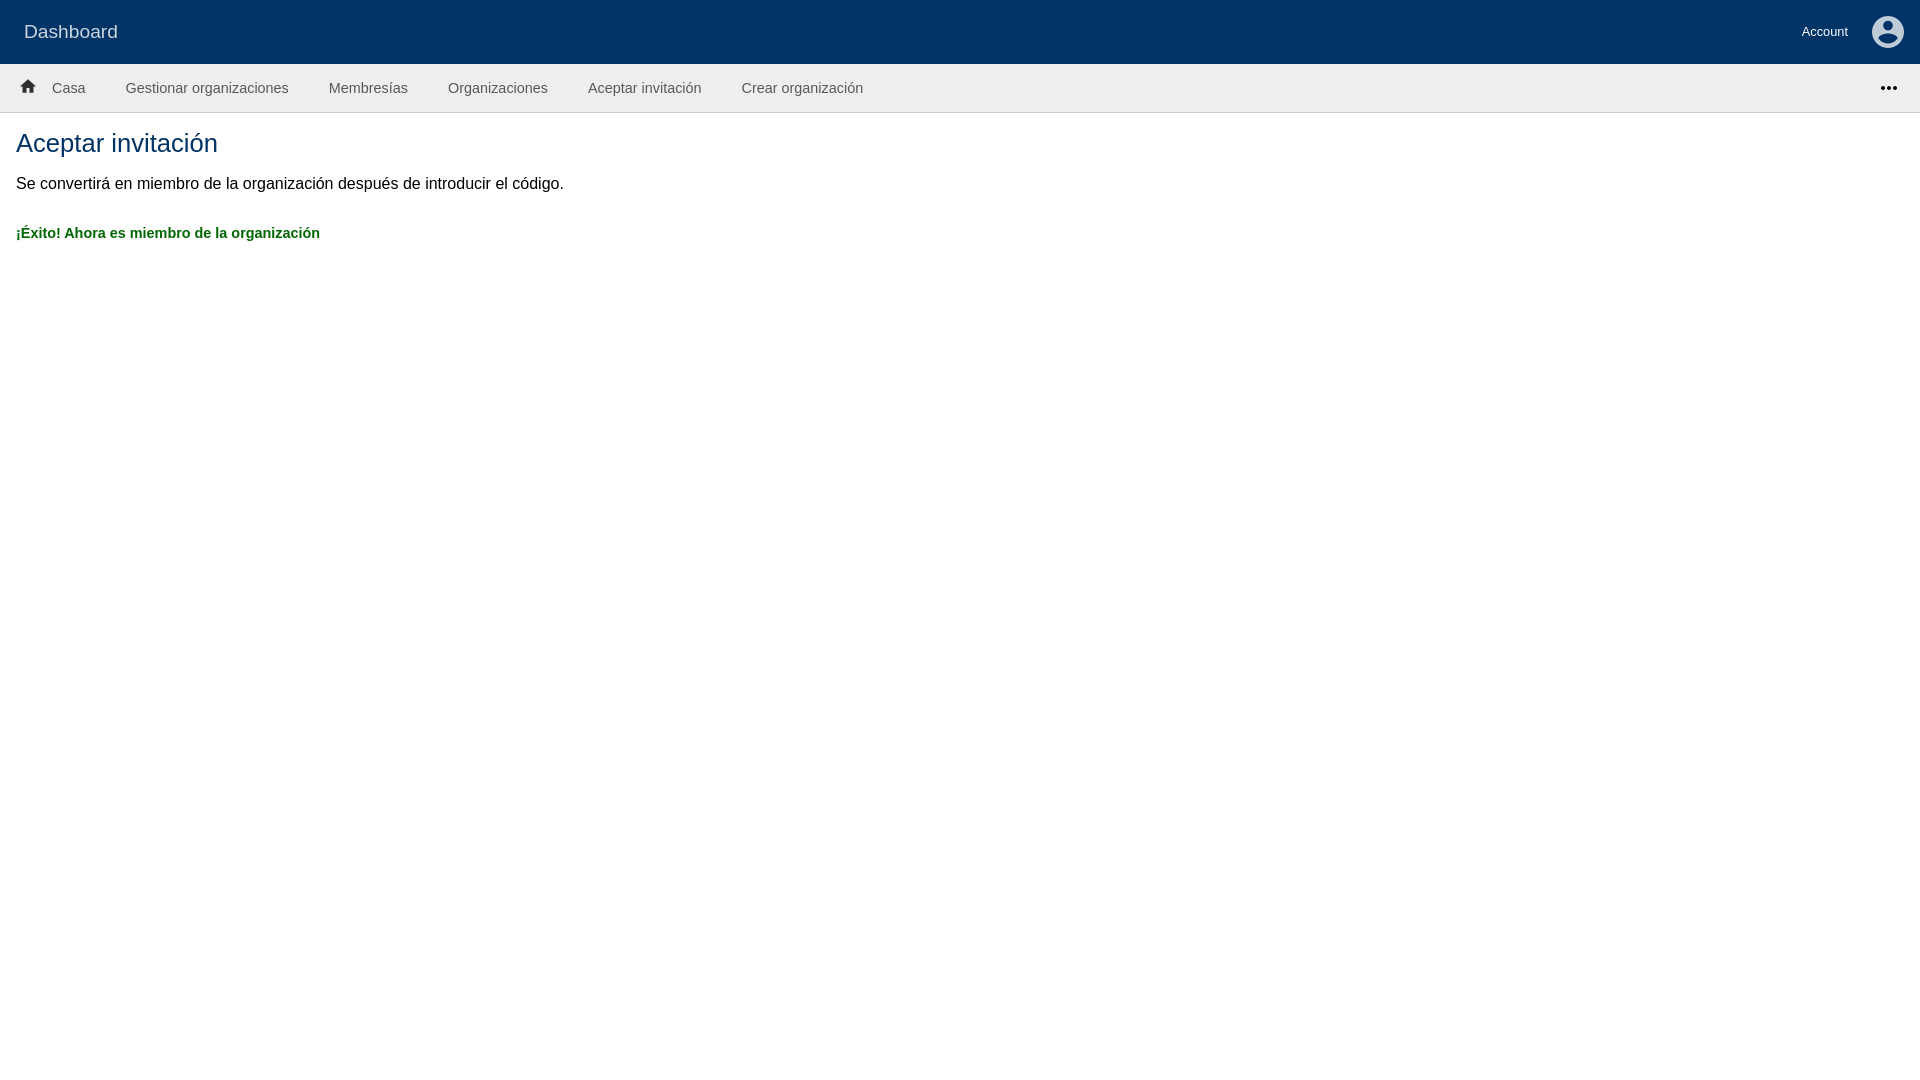 Dashboard
Account
Casa
Gestionar organizaciones
Membresías
Organizaciones
Aceptar invitación
Crear organización
Aceptar invitación
Se convertirá en miembro de la organización después de introducir el código.
¡Éxito! Ahora es miembro de la organización